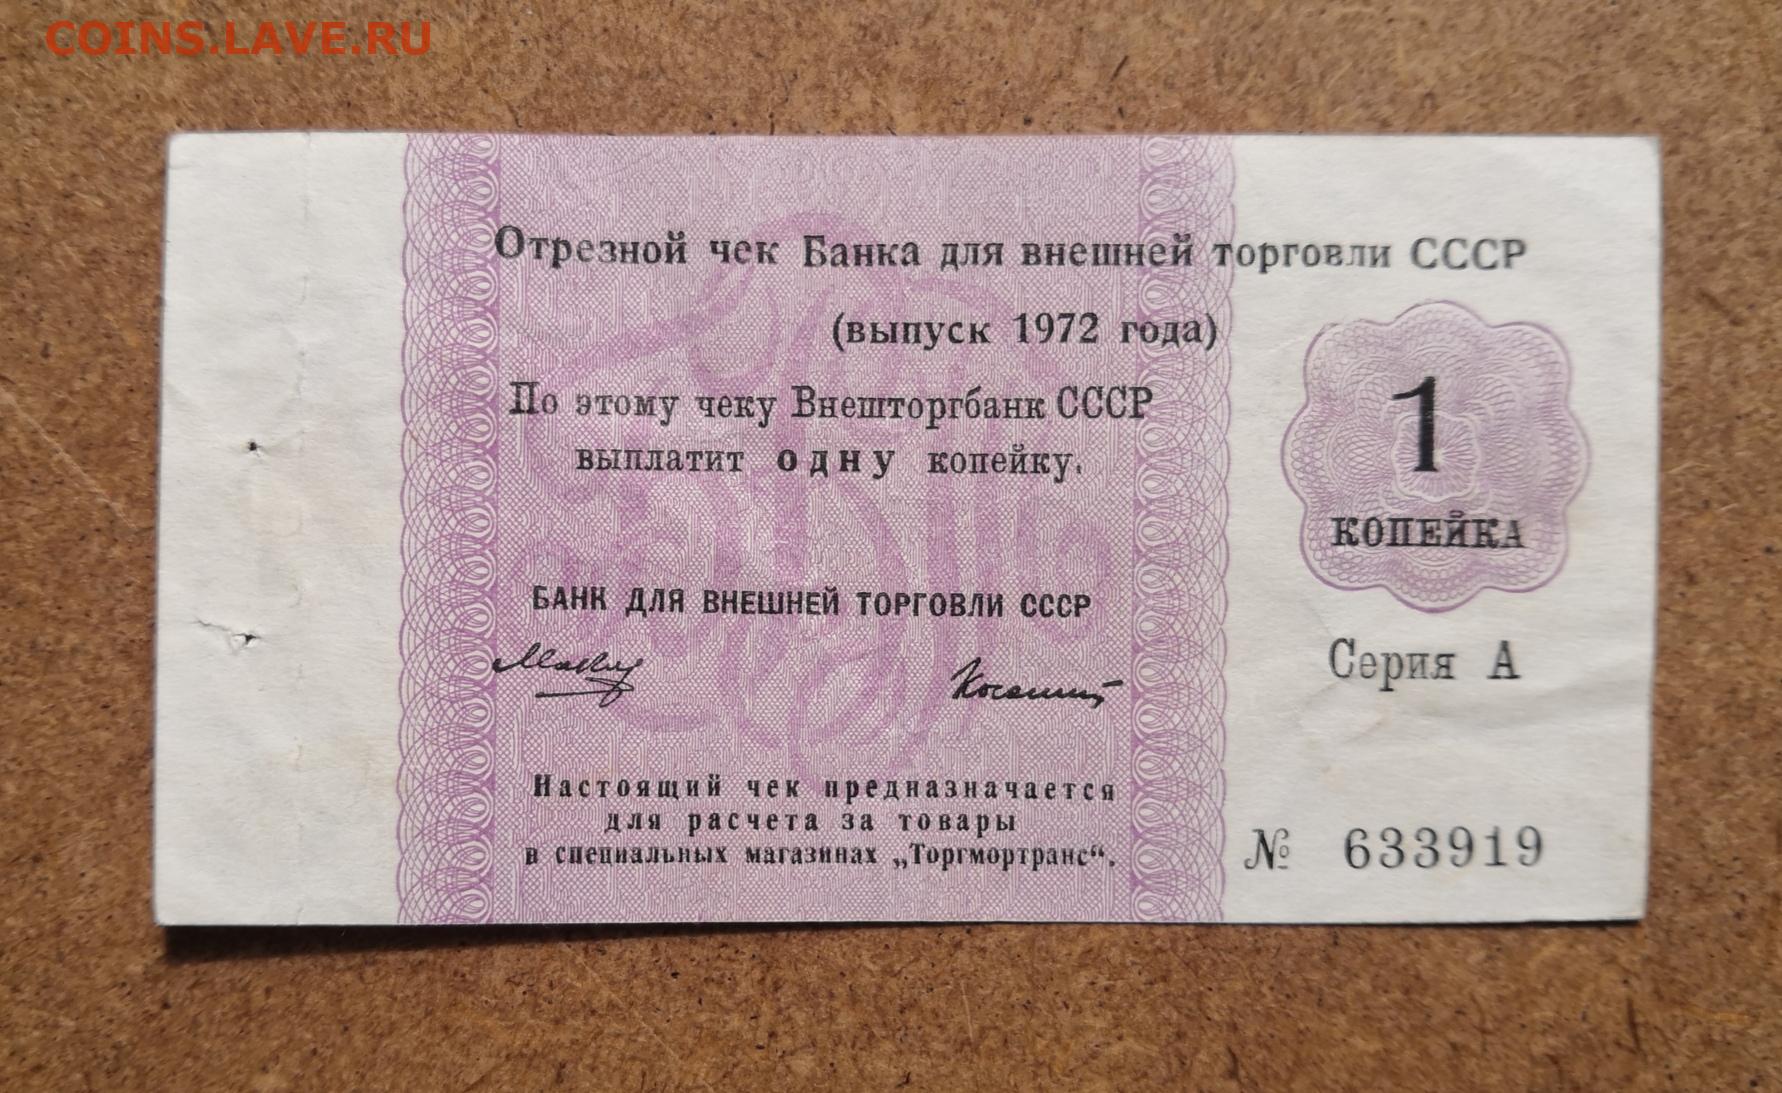 COINS.LAVE.RU
Отрезной чек Банка для внешней торговли СССР
(выпуск 1972 года)
По этому чеку Внешторгбанк СССР
выплатит одну копейку.
1
КОПЕЙКА
БАНК ДЛЯ ВНЕШНЕЙ ТОРГОВЛИ СССР
Серия А
Настоящий чек предназначается
для расчета за товары
в специальных магазинах „Торгмортранс“.
№ 633919